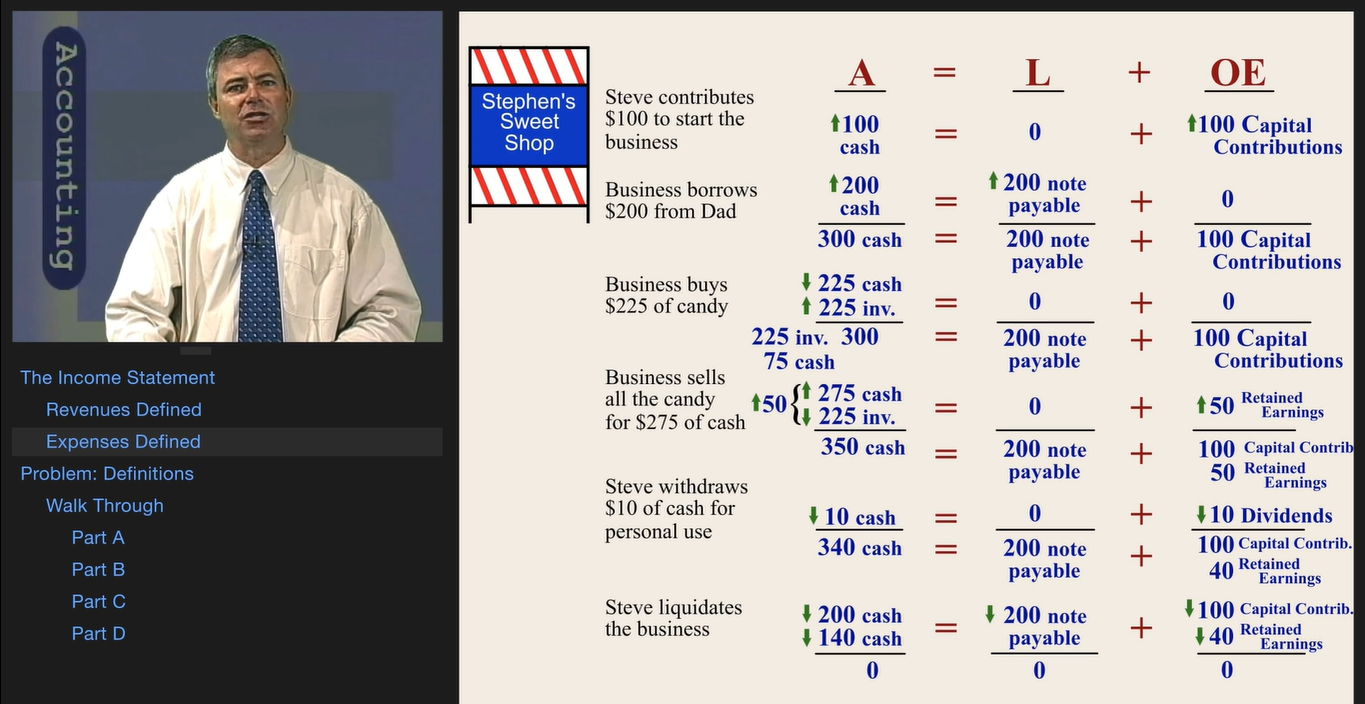 Accounting
The Income Statement
Revenues Defined
Expenses Defined
Problem: Definitions
Walk Through
Part A
Part B
Part C
Part D
Stephen's
Sweet
Shop
A = L + OE
Steve contributes
$100 to start the
business
100 = 0 + 100 Capital
cash Contributions
Business borrows
$200 from Dad
200 = 200 note + 0
cash payable
300 cash = 200 note + 100 Capital
payable Contributions
Business buys
$225 of candy
225 cash
225 inv. = 0 + 0
225 inv. 300 = 200 note + 100 Capital
75 cash payable Contributions
Business sells
all the candy
for $275 of cash
50 { 275 cash = 0 + 50 Retained
225 inv. Earnings
350 cash = 200 note + 100 Capital Contrib
payable 50 Retained
Earnings
Steve withdraws
$10 of cash for
personal use
10 cash = 0 + 10 Dividends
340 cash = 200 note + 100 Capital Contrib.
payable 40 Retained
Earnings
Steve liquidates
the business
200 cash = 200 note + 100 Capital Contrib.
140 cash payable 40 Retained
Earnings
0 0 0